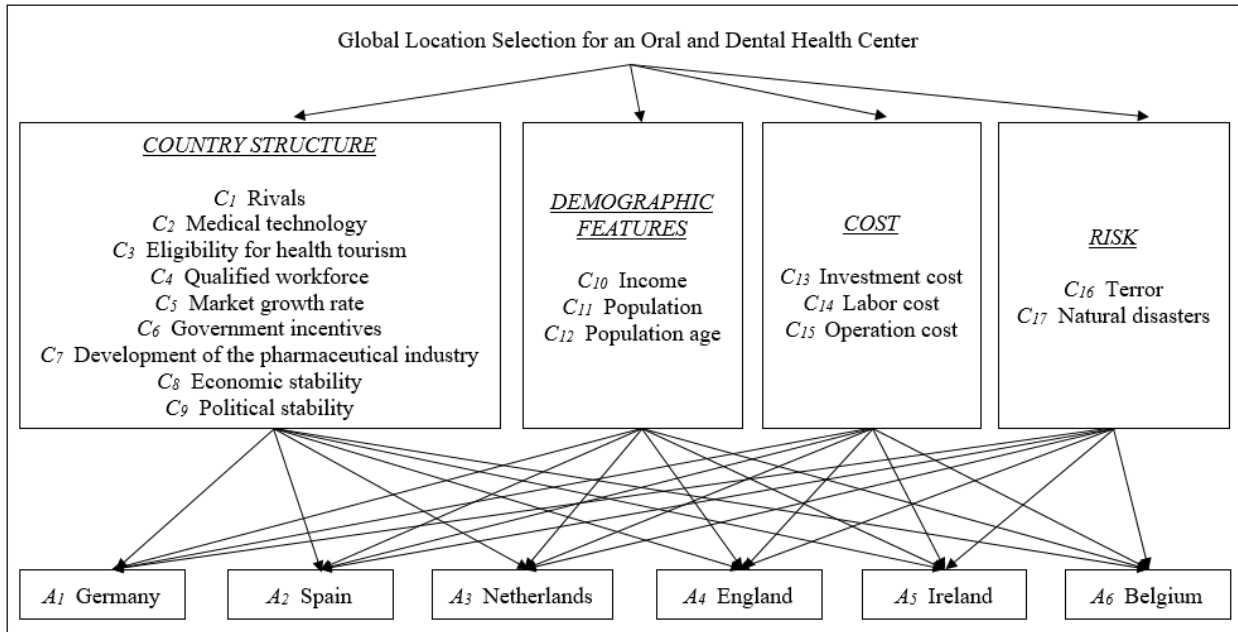 Global Location Selection for an Oral and Dental Health Center
COUNTRY STRUCTURE
C1 Rivals
C2 Medical technology
C3 Eligibility for health tourism
C4 Qualified workforce
C5 Market growth rate
C6 Government incentives
C7 Development of the pharmaceutical industry
C8 Economic stability
C9 Political stability
DEMOGRAPHIC
FEATURES
C10 Income
C11 Population
C12 Population age
COST
C13 Investment cost
C14 Labor cost
C15 Operation cost
RISK
C16 Terror
C17 Natural disasters
A1 Germany
A2 Spain
A3 Netherlands
A4 England
A5 Ireland
A6 Belgium